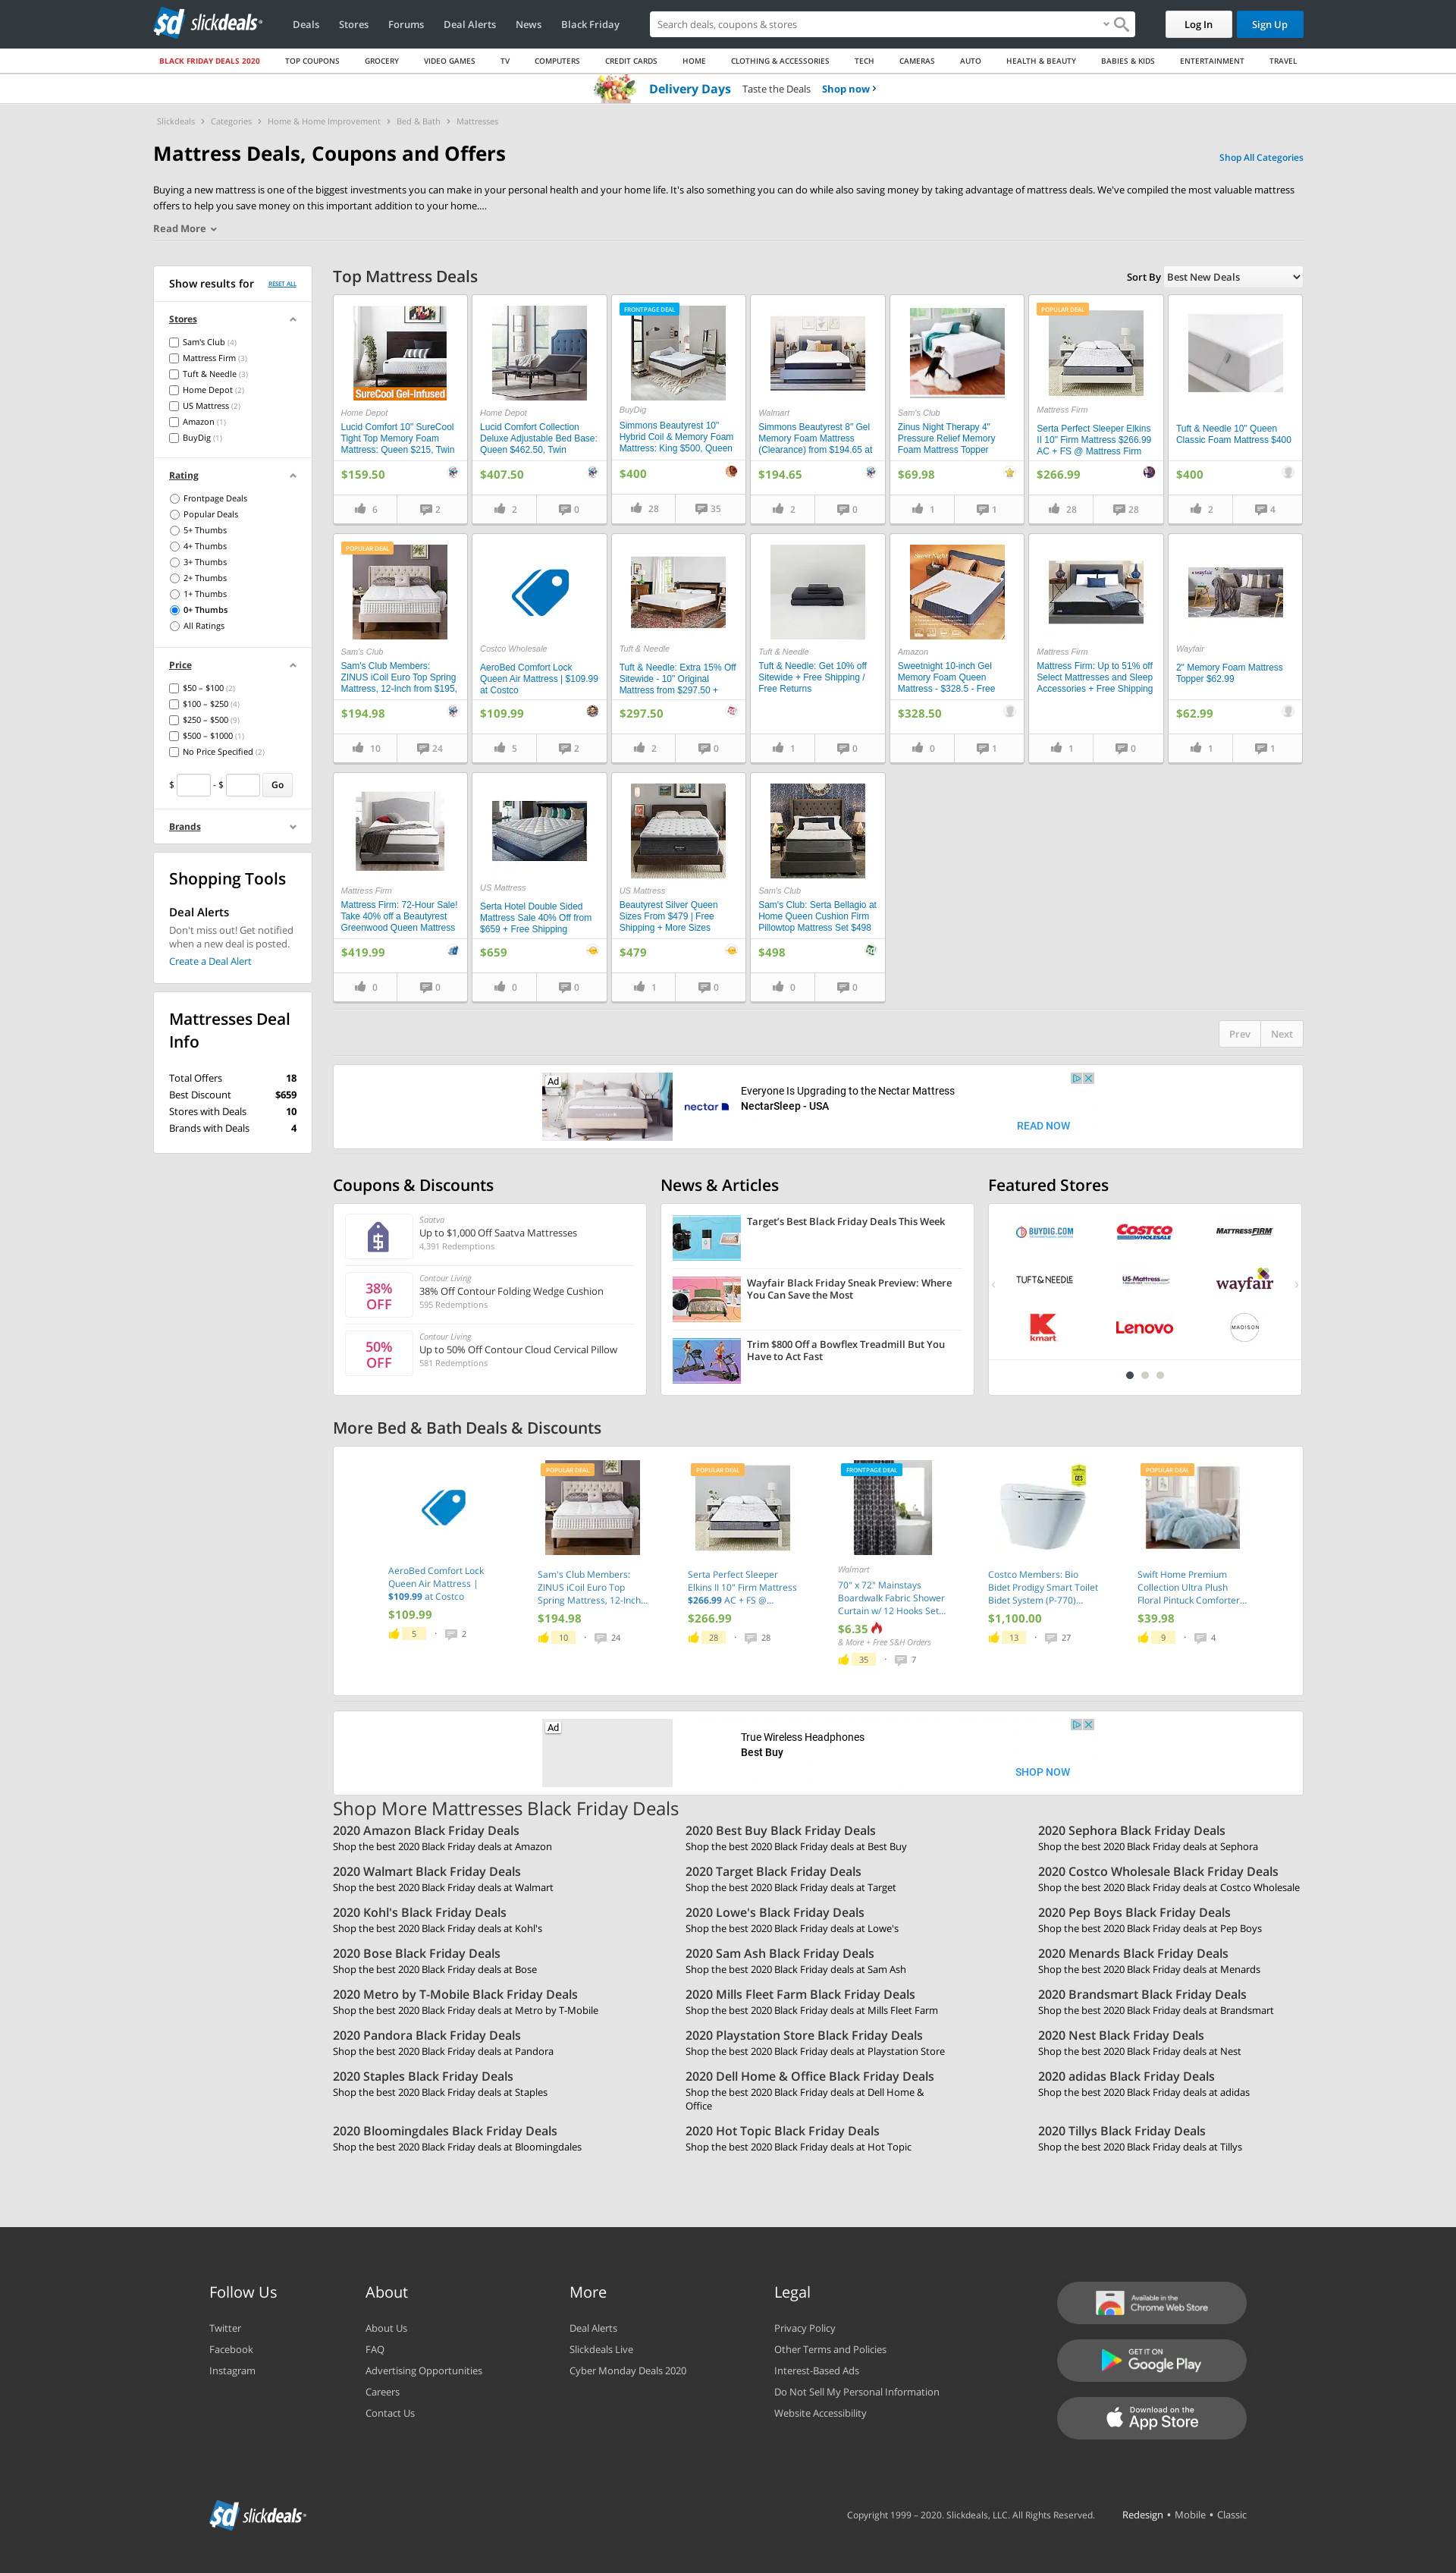 sd slickdeals
Deals
Stores
Forums
Deal Alerts
News
Black Friday
Search deals, coupons & stores
Log In
Sign Up
BLACK FRIDAY DEALS 2020
TOP COUPONS
GROCERY
VIDEO GAMES
TV
COMPUTERS
CREDIT CARDS
HOME
CLOTHING & ACCESSORIES
TECH
CAMERAS
AUTO
HEALTH & BEAUTY
BABIES & KIDS
ENTERTAINMENT
TRAVEL
Delivery Days Taste the Deals Shop now ›
Slickdeals › Categories › Home & Home Improvement › Bed & Bath › Mattresses
Mattress Deals, Coupons and Offers
Shop All Categories
Buying a new mattress is one of the biggest investments you can make in your personal health and your home life. It's also something you can do while also saving money by taking advantage of mattress deals. We've compiled the most valuable mattress
offers to help you save money on this important addition to your home....
Read More
Show results for
RESET ALL
Stores
Sam's Club (4)
Mattress Firm (3)
Tuft & Needle (3)
Home Depot (2)
US Mattress (2)
Amazon (1)
BuyDig (1)
Rating
Frontpage Deals
Popular Deals
5+ Thumbs
4+ Thumbs
3+ Thumbs
2+ Thumbs
1+ Thumbs
0+ Thumbs
All Ratings
Price
$50 – $100 (2)
$100 – $250 (4)
$250 – $500 (9)
$500 – $1000 (1)
No Price Specified (2)
$ - $ Go
Brands
Shopping Tools
Deal Alerts
Don't miss out! Get notified
when a new deal is posted.
Create a Deal Alert
Mattresses Deal
Info
Total Offers 18
Best Discount $659
Stores with Deals 10
Brands with Deals 4
Top Mattress Deals
Sort By Best New Deals
SureCool Gel-Infused
Home Depot
Lucid Comfort 10" SureCool
Tight Top Memory Foam
Mattress: Queen $215, Twin
$159.50
6 2
Home Depot
Lucid Comfort Collection
Deluxe Adjustable Bed Base:
Queen $462.50, Twin
$407.50
2 0
FRONTPAGE DEAL
BuyDig
Simmons Beautyrest 10"
Hybrid Coil & Memory Foam
Mattress: King $500, Queen
$400
28 35
Walmart
Simmons Beautyrest 8" Gel
Memory Foam Mattress
(Clearance) from $194.65 at
$194.65
2 0
Sam's Club
Zinus Night Therapy 4"
Pressure Relief Memory
Foam Mattress Topper
$69.98
1 1
POPULAR DEAL
Mattress Firm
Serta Perfect Sleeper Elkins
II 10" Firm Mattress $266.99
AC + FS @ Mattress Firm
$266.99
28 28
Tuft & Needle 10" Queen
Classic Foam Mattress $400
$400
2 4
POPULAR DEAL
Sam's Club
Sam's Club Members:
ZINUS iCoil Euro Top Spring
Mattress, 12-Inch from $195,
$194.98
10 24
Costco Wholesale
AeroBed Comfort Lock
Queen Air Mattress | $109.99
at Costco
$109.99
5 2
Tuft & Needle
Tuft & Needle: Extra 15% Off
Sitewide - 10" Original
Mattress from $297.50 +
$297.50
2 0
Tuft & Needle
Tuft & Needle: Get 10% off
Sitewide + Free Shipping /
Free Returns
1 0
Sweet Night
Amazon
Sweetnight 10-inch Gel
Memory Foam Queen
Mattress - $328.5 - Free
$328.50
0 1
Mattress Firm
Mattress Firm: Up to 51% off
Select Mattresses and Sleep
Accessories + Free Shipping
1 0
wayfair
Wayfair
2" Memory Foam Mattress
Topper $62.99
$62.99
1 1
Mattress Firm
Mattress Firm: 72-Hour Sale!
Take 40% off a Beautyrest
Greenwood Queen Mattress
$419.99
0 0
US Mattress
Serta Hotel Double Sided
Mattress Sale 40% Off from
$659 + Free Shipping
$659
0 0
US Mattress
Beautyrest Silver Queen
Sizes From $479 | Free
Shipping + More Sizes
$479
1 0
Sam's Club
Sam's Club: Serta Bellagio at
Home Queen Cushion Firm
Pillowtop Mattress Set $498
$498
0 0
Prev Next
Ad
nectar
Everyone Is Upgrading to the Nectar Mattress
NectarSleep - USA
READ NOW
Coupons & Discounts
Saatva
Up to $1,000 Off Saatva Mattresses
4,391 Redemptions
38%
OFF
Contour Living
38% Off Contour Folding Wedge Cushion
595 Redemptions
50%
OFF
Contour Living
Up to 50% Off Contour Cloud Cervical Pillow
581 Redemptions
News & Articles
Target's Best Black Friday Deals This Week
Wayfair Black Friday Sneak Preview: Where
You Can Save the Most
Trim $800 Off a Bowflex Treadmill But You
Have to Act Fast
Featured Stores
BUYDIG.COM
COSTCO
WHOLESALE
MATTRESSFIRM
TUFT&NEEDLE
US-Mattress.com
wayfair
kmart
Lenovo
MADISON
More Bed & Bath Deals & Discounts
AeroBed Comfort Lock
Queen Air Mattress |
$109.99 at Costco
$109.99
5 · 2
POPULAR DEAL
Sam's Club Members:
ZINUS iCoil Euro Top
Spring Mattress, 12-Inch...
$194.98
10 · 24
POPULAR DEAL
Serta Perfect Sleeper
Elkins II 10" Firm Mattress
$266.99 AC + FS @...
$266.99
28 · 28
FRONTPAGE DEAL
Walmart
70" x 72" Mainstays
Boardwalk Fabric Shower
Curtain w/ 12 Hooks Set...
$6.35
& More + Free S&H Orders
35 · 7
CES
Costco Members: Bio
Bidet Prodigy Smart Toilet
Bidet System (P-770)...
$1,100.00
13 · 27
POPULAR DEAL
Swift Home Premium
Collection Ultra Plush
Floral Pintuck Comforter...
$39.98
9 · 4
Ad
True Wireless Headphones
Best Buy
SHOP NOW
Shop More Mattresses Black Friday Deals
2020 Amazon Black Friday Deals
Shop the best 2020 Black Friday deals at Amazon
2020 Best Buy Black Friday Deals
Shop the best 2020 Black Friday deals at Best Buy
2020 Sephora Black Friday Deals
Shop the best 2020 Black Friday deals at Sephora
2020 Walmart Black Friday Deals
Shop the best 2020 Black Friday deals at Walmart
2020 Target Black Friday Deals
Shop the best 2020 Black Friday deals at Target
2020 Costco Wholesale Black Friday Deals
Shop the best 2020 Black Friday deals at Costco Wholesale
2020 Kohl's Black Friday Deals
Shop the best 2020 Black Friday deals at Kohl's
2020 Lowe's Black Friday Deals
Shop the best 2020 Black Friday deals at Lowe's
2020 Pep Boys Black Friday Deals
Shop the best 2020 Black Friday deals at Pep Boys
2020 Bose Black Friday Deals
Shop the best 2020 Black Friday deals at Bose
2020 Sam Ash Black Friday Deals
Shop the best 2020 Black Friday deals at Sam Ash
2020 Menards Black Friday Deals
Shop the best 2020 Black Friday deals at Menards
2020 Metro by T-Mobile Black Friday Deals
Shop the best 2020 Black Friday deals at Metro by T-Mobile
2020 Mills Fleet Farm Black Friday Deals
Shop the best 2020 Black Friday deals at Mills Fleet Farm
2020 Brandsmart Black Friday Deals
Shop the best 2020 Black Friday deals at Brandsmart
2020 Pandora Black Friday Deals
Shop the best 2020 Black Friday deals at Pandora
2020 Playstation Store Black Friday Deals
Shop the best 2020 Black Friday deals at Playstation Store
2020 Nest Black Friday Deals
Shop the best 2020 Black Friday deals at Nest
2020 Staples Black Friday Deals
Shop the best 2020 Black Friday deals at Staples
2020 Dell Home & Office Black Friday Deals
Shop the best 2020 Black Friday deals at Dell Home &
Office
2020 adidas Black Friday Deals
Shop the best 2020 Black Friday deals at adidas
2020 Bloomingdales Black Friday Deals
Shop the best 2020 Black Friday deals at Bloomingdales
2020 Hot Topic Black Friday Deals
Shop the best 2020 Black Friday deals at Hot Topic
2020 Tillys Black Friday Deals
Shop the best 2020 Black Friday deals at Tillys
Follow Us
Twitter
Facebook
Instagram
About
About Us
FAQ
Advertising Opportunities
Careers
Contact Us
More
Deal Alerts
Slickdeals Live
Cyber Monday Deals 2020
Legal
Privacy Policy
Other Terms and Policies
Interest-Based Ads
Do Not Sell My Personal Information
Website Accessibility
Available in the
Chrome Web Store
GET IT ON
Google Play
Download on the
App Store
sd slickdeals
Copyright 1999 – 2020. Slickdeals, LLC. All Rights Reserved.
Redesign • Mobile • Classic